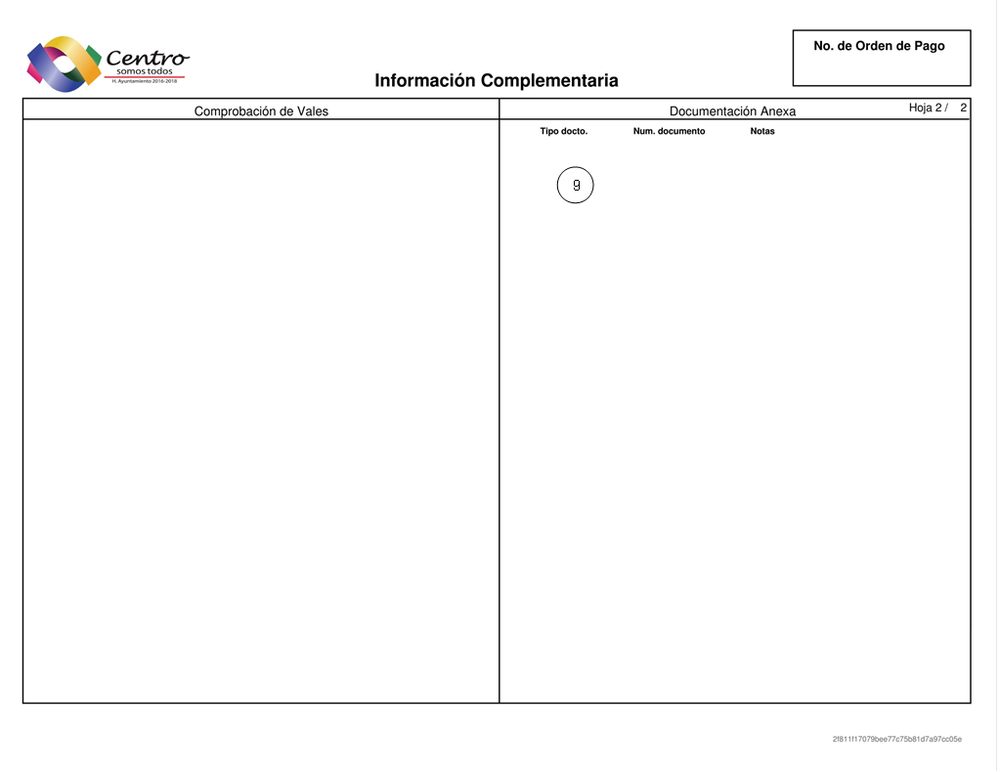 Centro
somos todos
H. Ayuntamiento 2016-2018
Información Complementaria
No. de Orden de Pago
Comprobación de Vales
Documentación Anexa
Hoja 2 / 2
Tipo docto. Num. documento Notas
9
2f811f17079bee77c75b81d7a97cc05e